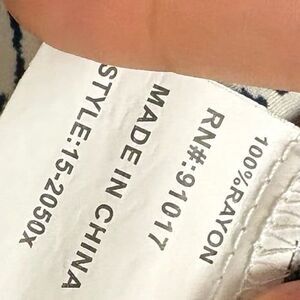 100%RAYON
RN#:91017
MADE IN CHINA
STYLE:15-2050x